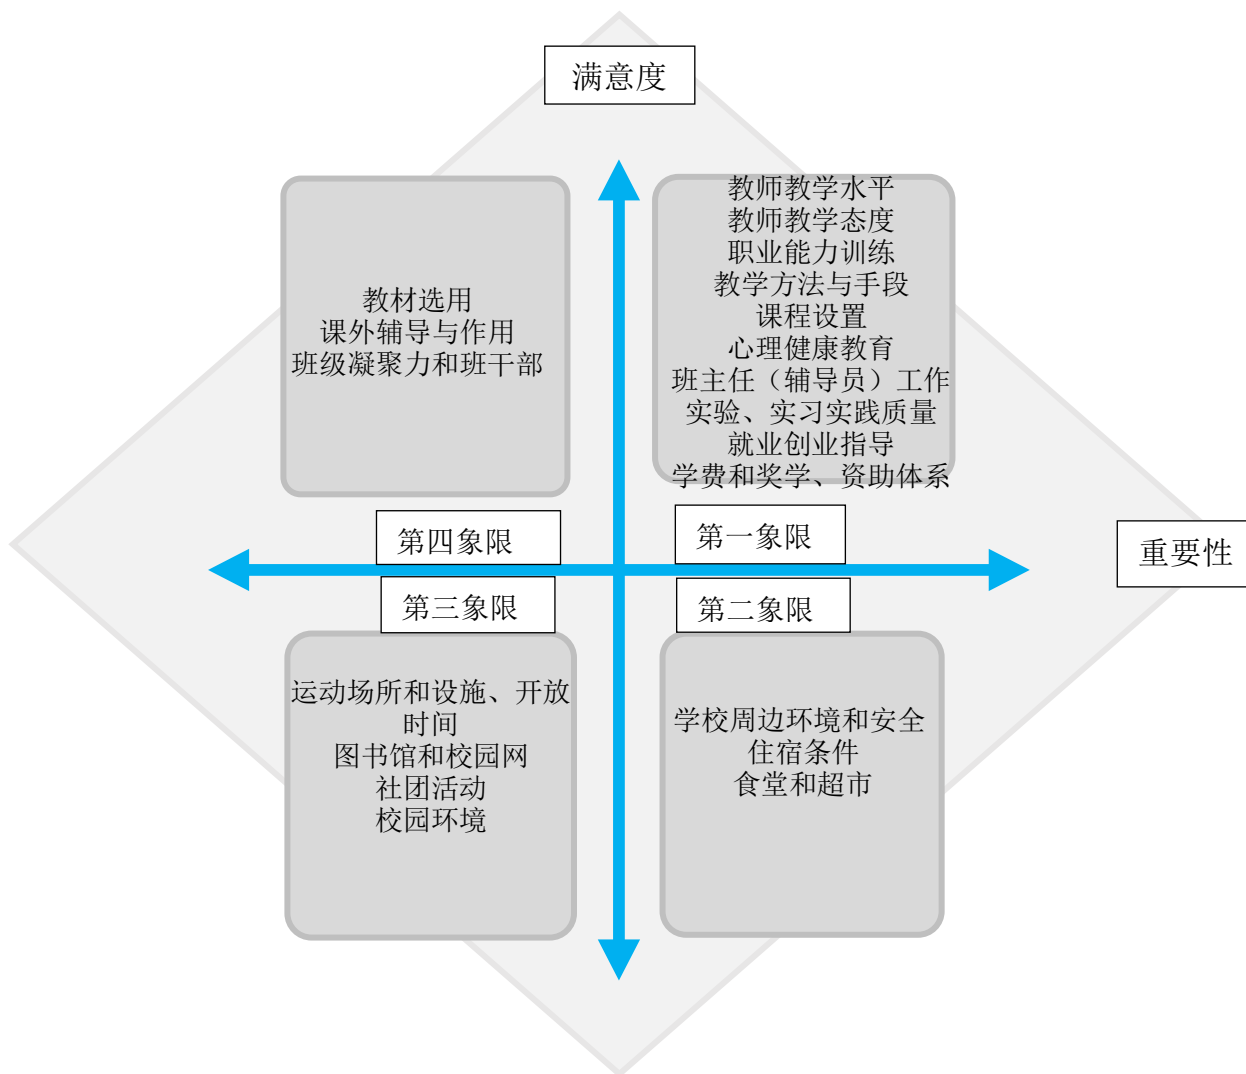 满意度
教材选用
课外辅导与作用
班级凝聚力和班干部
教师教学水平
教师教学态度
职业能力训练
教学方法与手段
课程设置
心理健康教育
班主任（辅导员）工作
实验、实习实践质量
就业创业指导
学费和奖学、资助体系
第四象限
第一象限
重要性
第三象限
第二象限
运动场所和设施、开放
时间
图书馆和校园网
社团活动
校园环境
学校周边环境和安全
住宿条件
食堂和超市